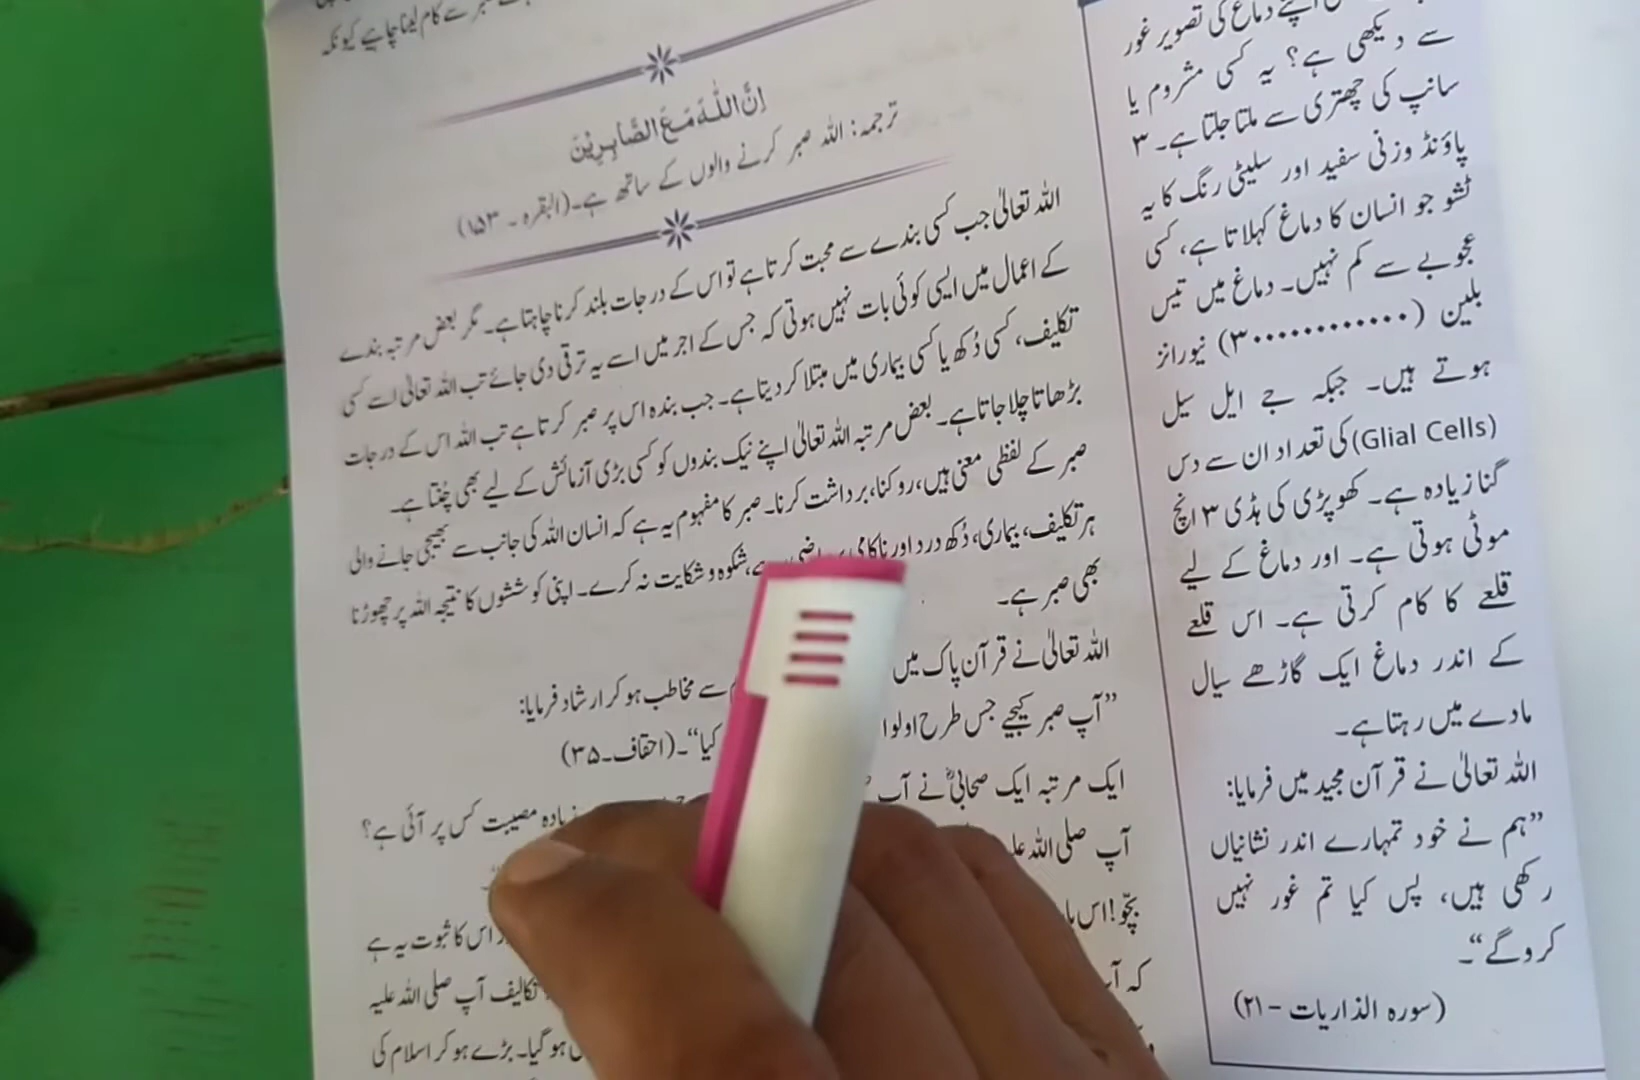 صبر سے کام لینا چاہیے کیونکہ
اِنَّ اللّٰہَ مَعَ الصَّابِرِیْنَ
ترجمہ: اللہ صبر کرنے والوں کے ساتھ ہے۔ (البقرہ ۔ ۱۵۳)
اللہ تعالیٰ جب کسی بندے سے محبت کرتا ہے تو اس کے درجات بلند کرنا چاہتا ہے۔ مگر بعض مرتبہ بندے
کے اعمال میں ایسی کوئی بات نہیں ہوتی کہ جس کے اجر میں اسے یہ ترقی دی جائے تب اللہ تعالیٰ اسے کسی
تکلیف، کسی دُکھ یا کسی بیماری میں مبتلا کر دیتا ہے۔ جب بندہ اس پر صبر کرتا ہے تب اللہ اس کے درجات
بڑھاتا چلا جاتا ہے۔ بعض مرتبہ اللہ تعالیٰ اپنے نیک بندوں کو کسی بڑی آزمائش کے لیے بھی چُنتا ہے۔
صبر کے لفظی معنی ہیں، روکنا، برداشت کرنا۔ صبر کا مفہوم یہ ہے کہ انسان اللہ کی جانب سے بھیجی جانے والی
ہر تکلیف، بیماری، دُکھ درد اور ناکامی شکوہ و شکایت نہ کرے۔ اپنی کوششوں کا نتیجہ اللہ پر چھوڑنا
بھی صبر ہے۔
اللہ تعالیٰ نے قرآن پاک میں سے مخاطب ہو کر ارشاد فرمایا:
”آپ صبر کیجیے جس طرح اولوا کیا“۔ (احقاف۔۳۵)
ایک مرتبہ ایک صحابیؓ نے آپ زیادہ مصیبت کس پر آئی ہے؟
آپ صلی اللہ
بچّو! اس اس کا ثبوت یہ ہے
کہ تکالیف آپ صلی اللہ علیہ
ہو گیا۔ بڑے ہو کر اسلام کی
اپنے دماغ کی تصویر غور
سے دیکھی ہے؟ یہ کسی مشروم یا
سانپ کی چھتری سے ملتا جلتا ہے۔ ۳
پاؤنڈ وزنی سفید اور سلیٹی رنگ کا یہ
ٹشو جو انسان کا دماغ کہلاتا ہے، کسی
عجوبے سے کم نہیں۔ دماغ میں تیس
بلین (۳۰۰۰۰۰۰۰۰۰۰۰۰) نیورانز
ہوتے ہیں۔ جبکہ جے ایل سیل
(Glial Cells) کی تعداد ان سے دس
گنا زیادہ ہے۔ کھوپڑی کی ہڈی ۳ انچ
موٹی ہوتی ہے۔ اور دماغ کے لیے
قلعے کا کام کرتی ہے۔ اس قلعے
کے اندر دماغ ایک گاڑھے سیال
مادے میں رہتا ہے۔
اللہ تعالیٰ نے قرآن مجید میں فرمایا:
”ہم نے خود تمہارے اندر نشانیاں
رکھی ہیں، پس کیا تم غور نہیں
کرو گے“۔
(سورہ الذاریات - ۲۱)